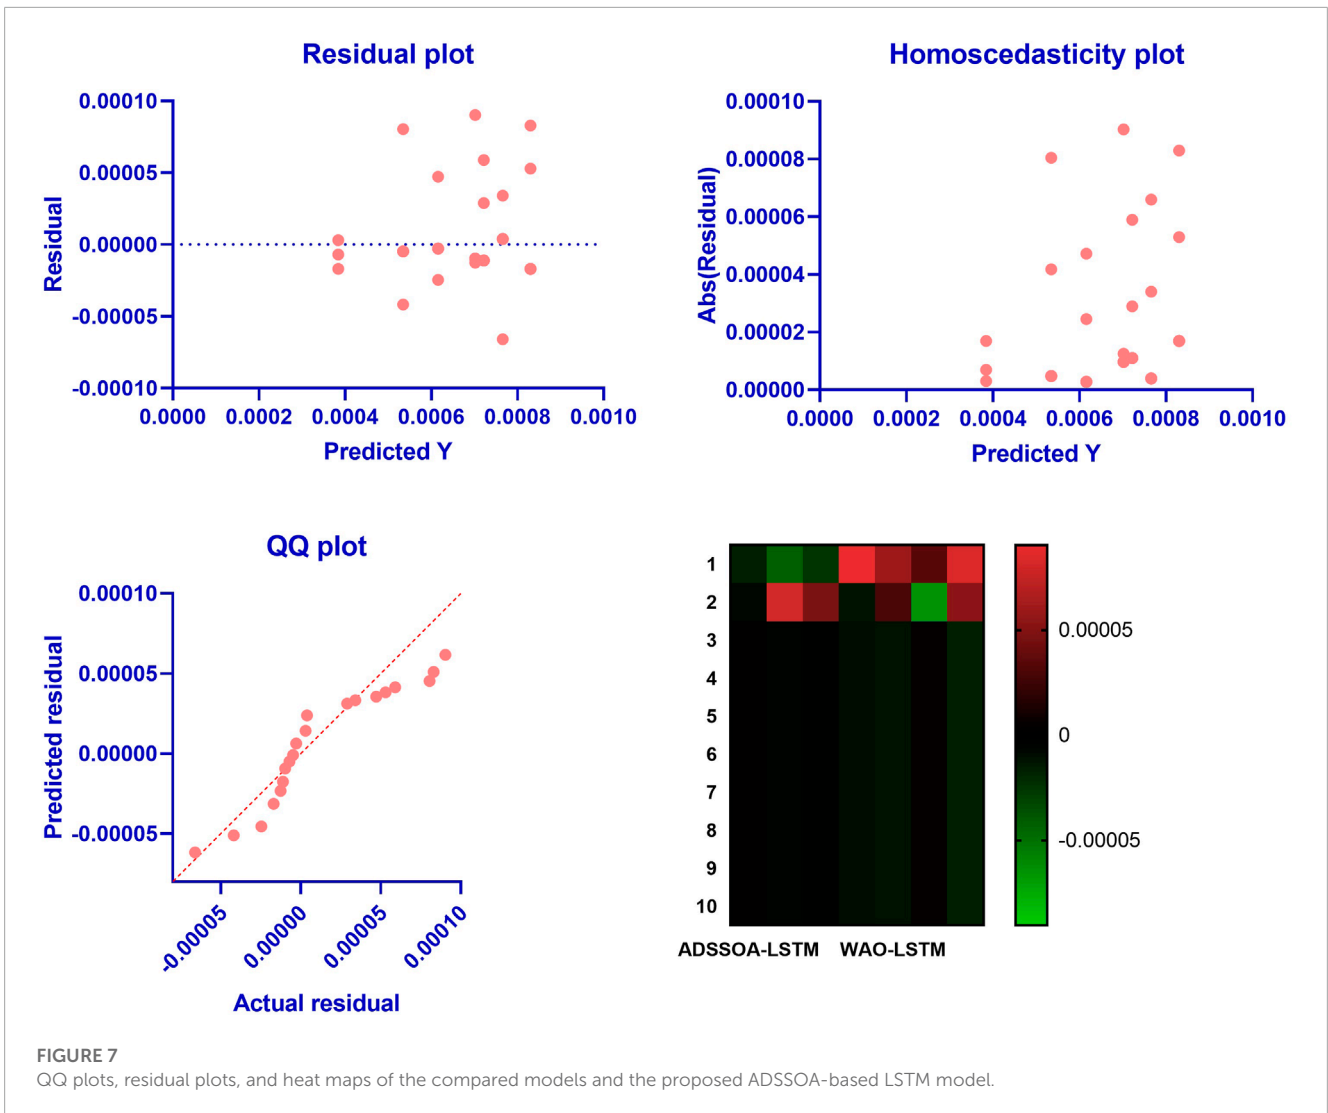 Residual plot
0.00010
0.00005
0.00000
-0.00005
-0.00010
Residual
0.0000 0.0002 0.0004 0.0006 0.0008 0.0010
Predicted Y
Homoscedasticity plot
0.00010
0.00008
0.00006
0.00004
0.00002
0.00000
Abs(Residual)
0.0000 0.0002 0.0004 0.0006 0.0008 0.0010
Predicted Y
QQ plot
0.00010
0.00005
0.00000
-0.00005
Predicted residual
-0.00005 0.00000 0.00005 0.00010
Actual residual
1
2
3
4
5
6
7
8
9
10
ADSSOA-LSTM WAO-LSTM
0.00005
0
-0.00005
FIGURE 7
QQ plots, residual plots, and heat maps of the compared models and the proposed ADSSOA-based LSTM model.